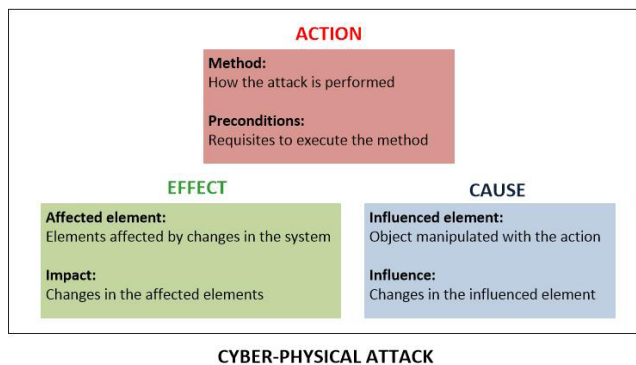 ACTION
Method:
How the attack is performed
Preconditions:
Requisites to execute the method
EFFECT
Affected element:
Elements affected by changes in the system
Impact:
Changes in the affected elements
CAUSE
Influenced element:
Object manipulated with the action
Influence:
Changes in the influenced element
CYBER-PHYSICAL ATTACK